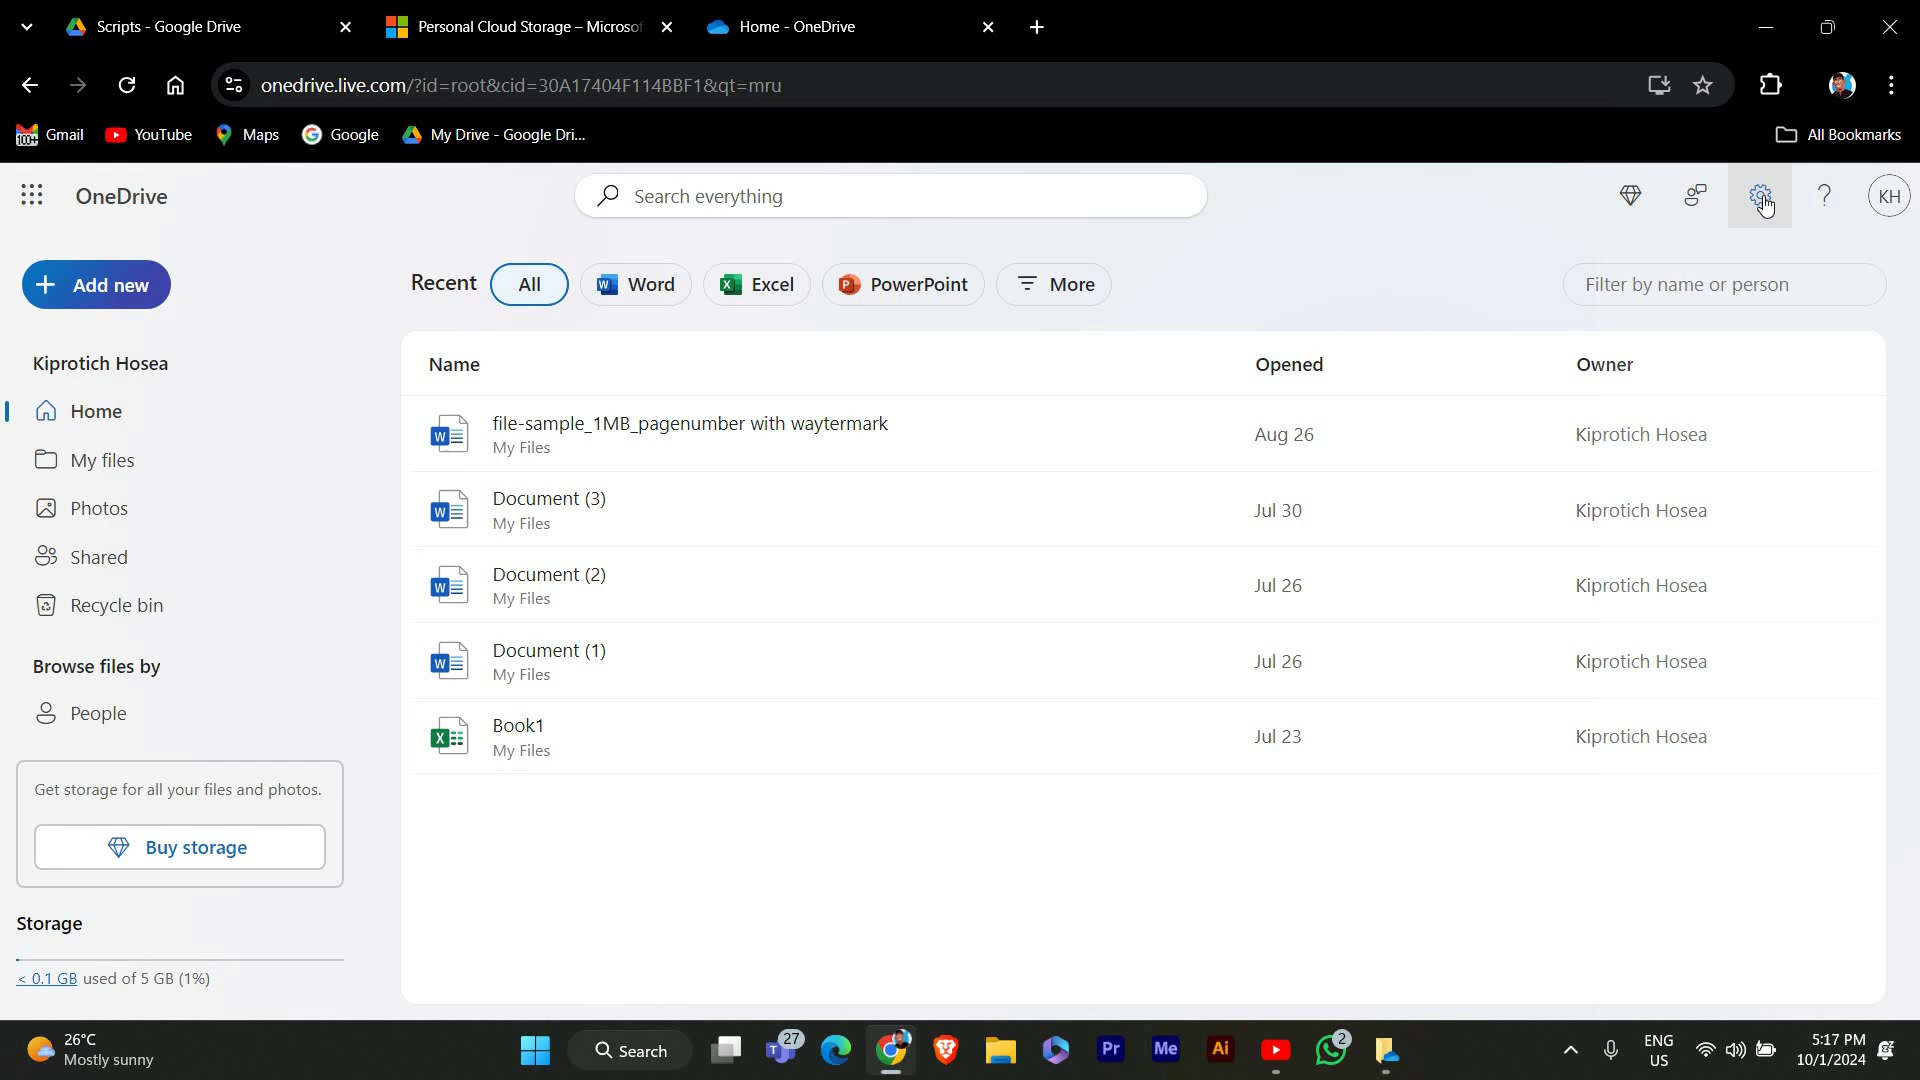 Scripts - Google Drive
Personal Cloud Storage – Microsof
Home - OneDrive
onedrive.live.com/?id=root&cid=30A17404F114BBF1&qt=mru
100+ Gmail
YouTube
Maps
Google
My Drive - Google Dri...
All Bookmarks
OneDrive
Search everything
KH
Add new
Recent
All
Word
Excel
PowerPoint
More
Filter by name or person
Kiprotich Hosea
Home
My files
Photos
Shared
Recycle bin
Browse files by
People
Get storage for all your files and photos.
Buy storage
Storage
< 0.1 GB used of 5 GB (1%)
Name Opened Owner
file-sample_1MB_pagenumber with waytermark
My Files
Aug 26 Kiprotich Hosea
Document (3)
My Files
Jul 30 Kiprotich Hosea
Document (2)
My Files
Jul 26 Kiprotich Hosea
Document (1)
My Files
Jul 26 Kiprotich Hosea
Book1
My Files
Jul 23 Kiprotich Hosea
26°C
Mostly sunny
Search
27
Pr
Me
Ai
2
ENG
US
5:17 PM
10/1/2024